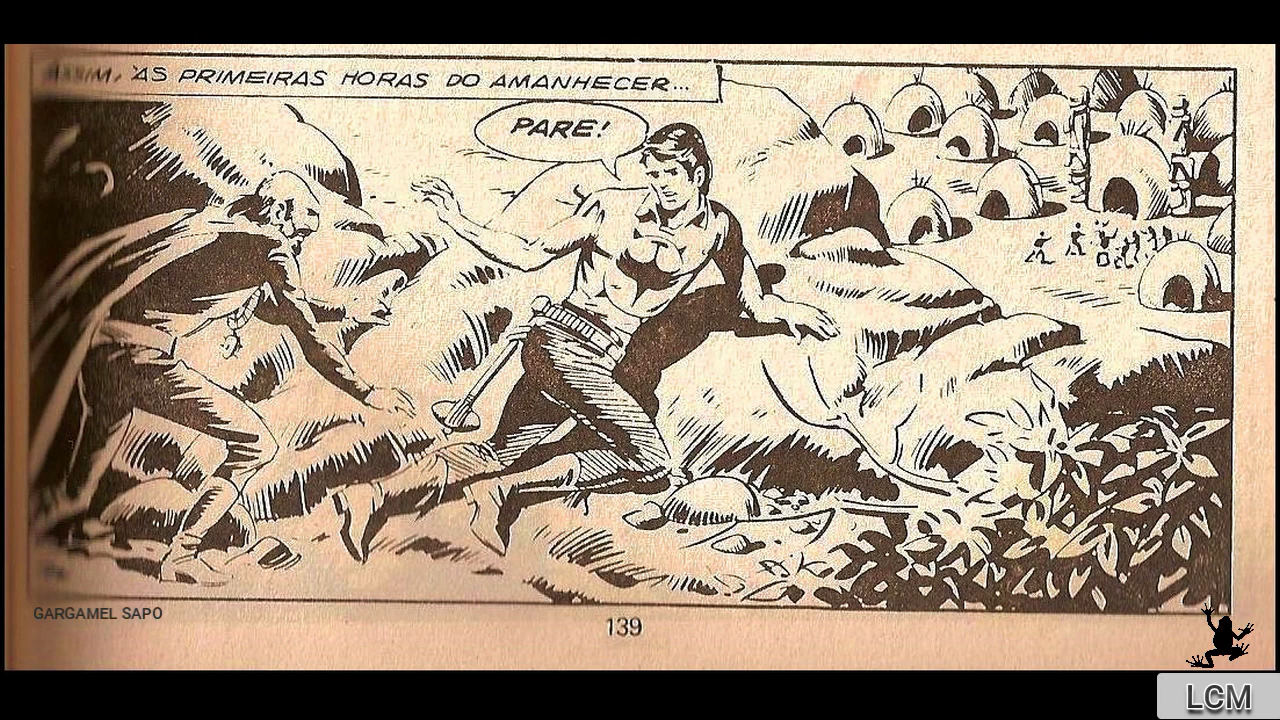 AS PRIMEIRAS HORAS DO AMANHECER...
PARE!
GARGAMEL SAPO
139
LCM